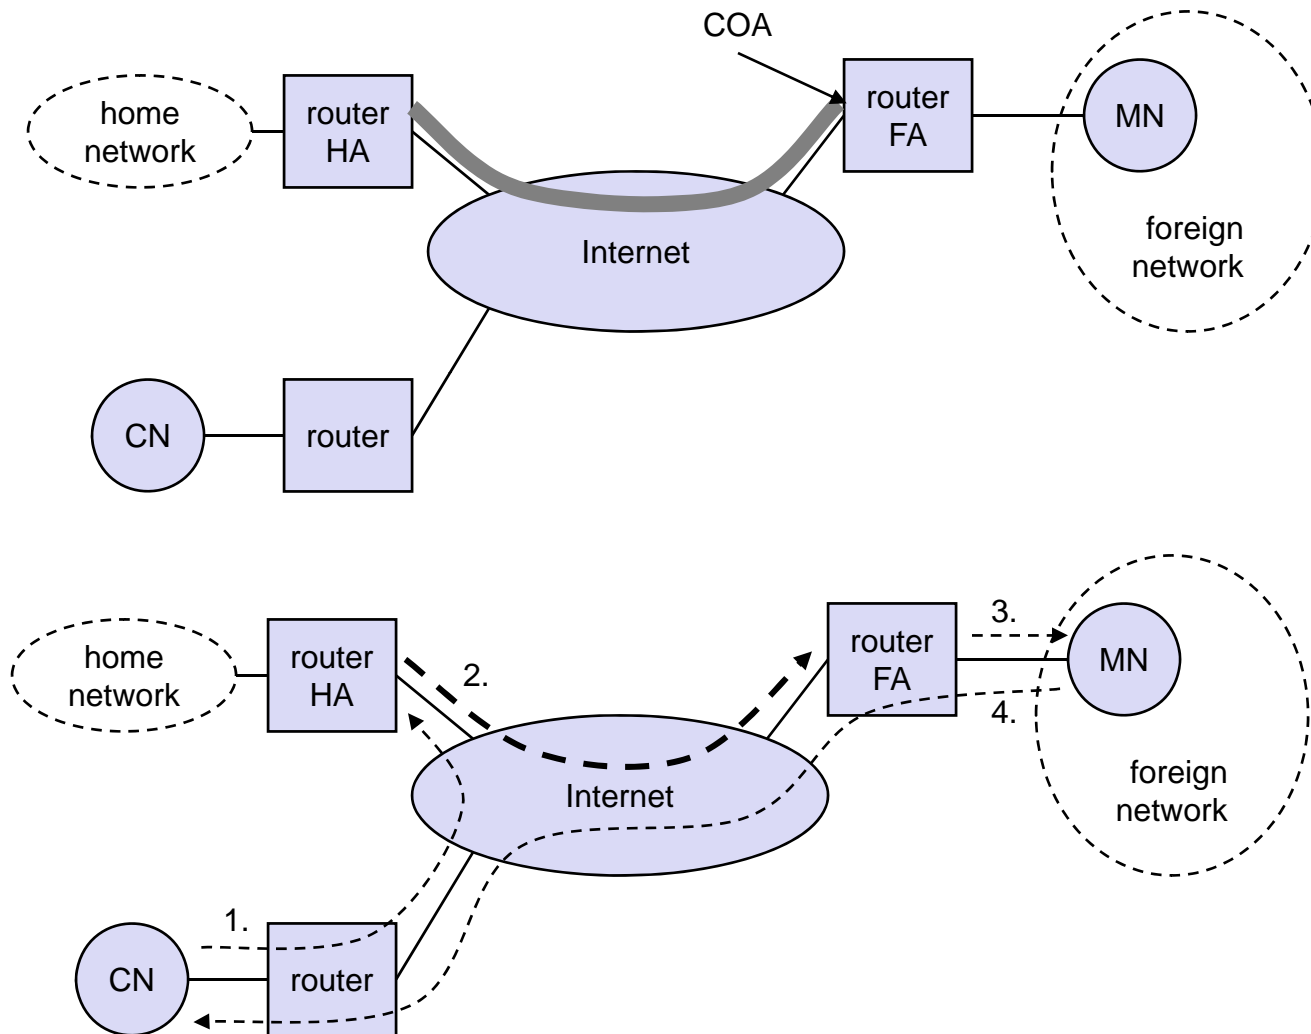 COA
home
network
router
HA
router
FA
MN
Internet
foreign
network
CN
router
home
network
router
HA
2.
router
FA
3.
MN
4.
Internet
foreign
network
1.
CN
router